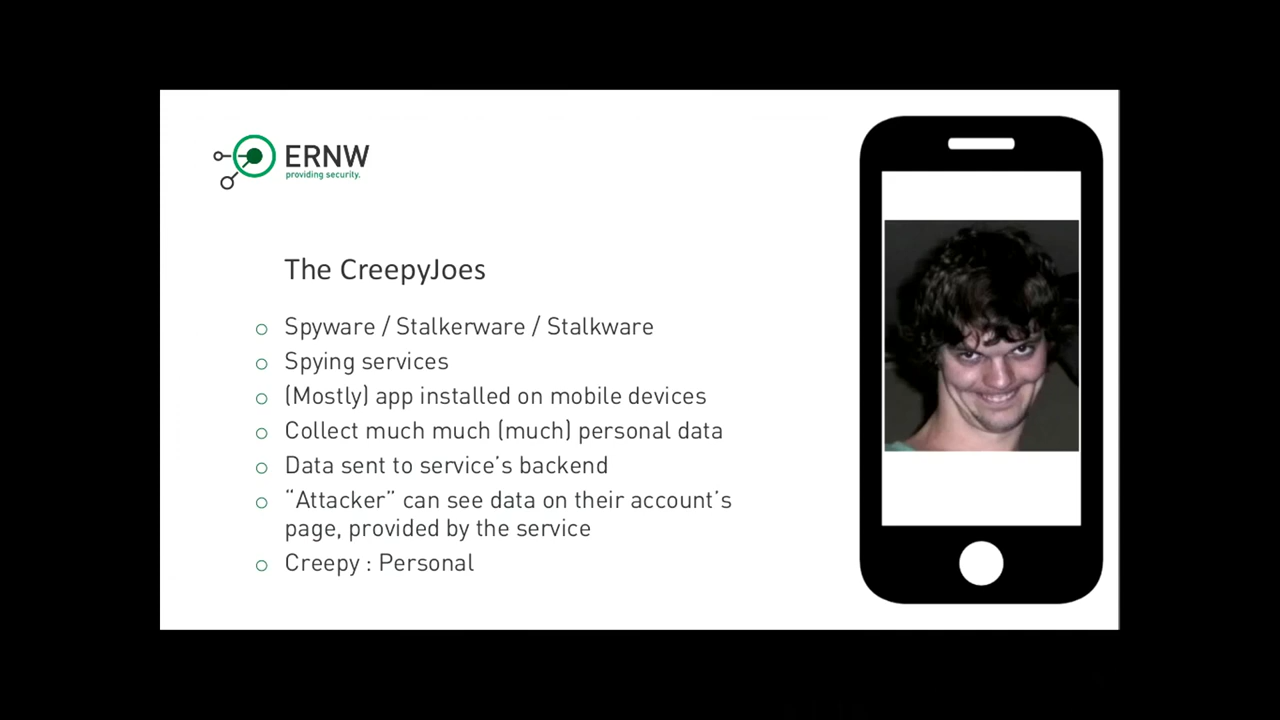 ERNW
providing security.
The CreepyJoes
Spyware / Stalkerware / Stalkware
Spying services
(Mostly) app installed on mobile devices
Collect much much (much) personal data
Data sent to service's backend
“Attacker” can see data on their account's
page, provided by the service
Creepy : Personal